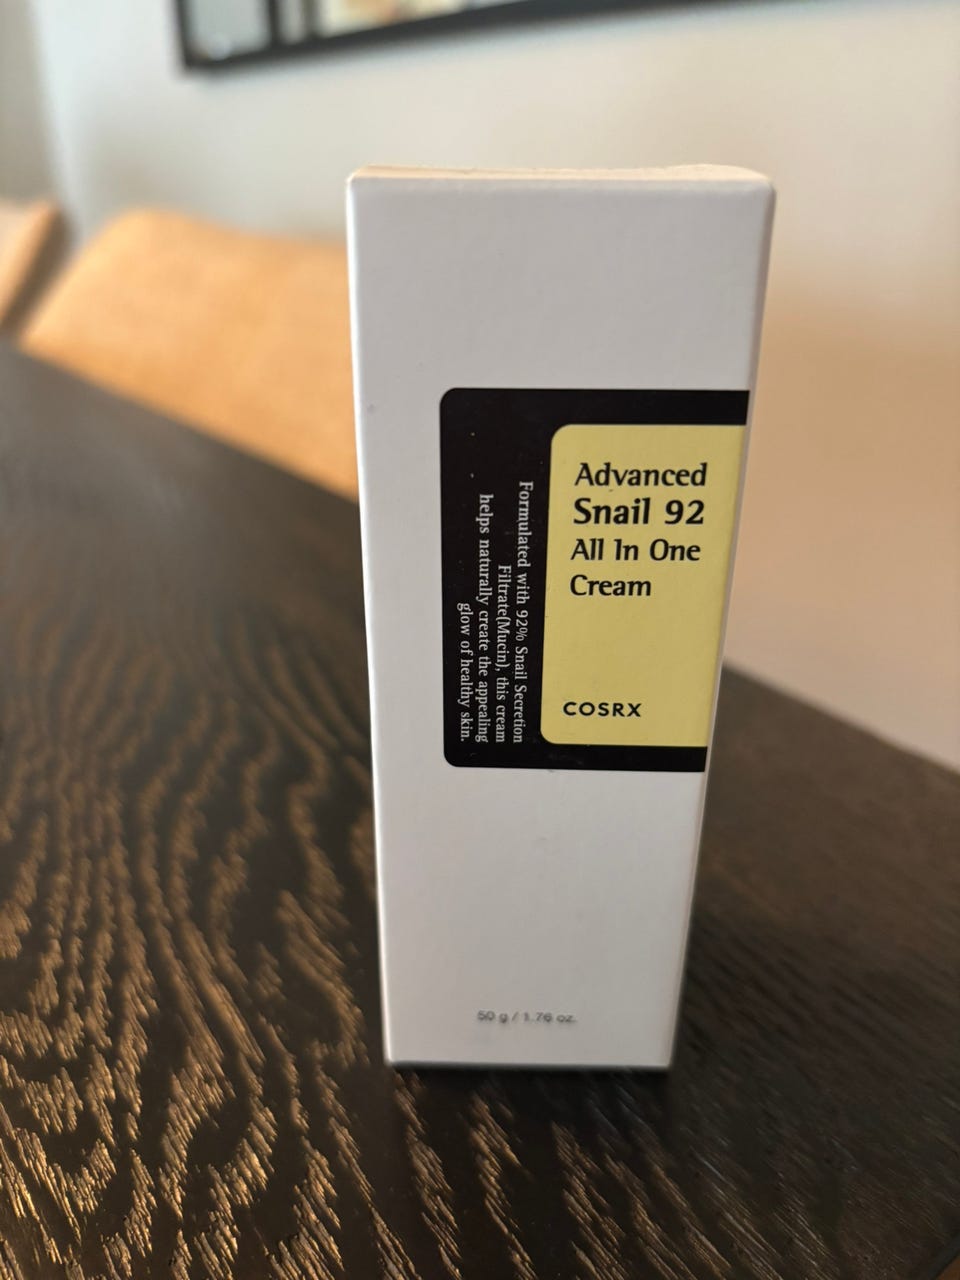 Advanced
Snail 92
All In One
Cream
COSRX
Formulated with 92% Snail Secretion
Filtrate(Mucin), this cream
helps naturally create the appealing
glow of healthy skin.
50 g / 1.76 oz.